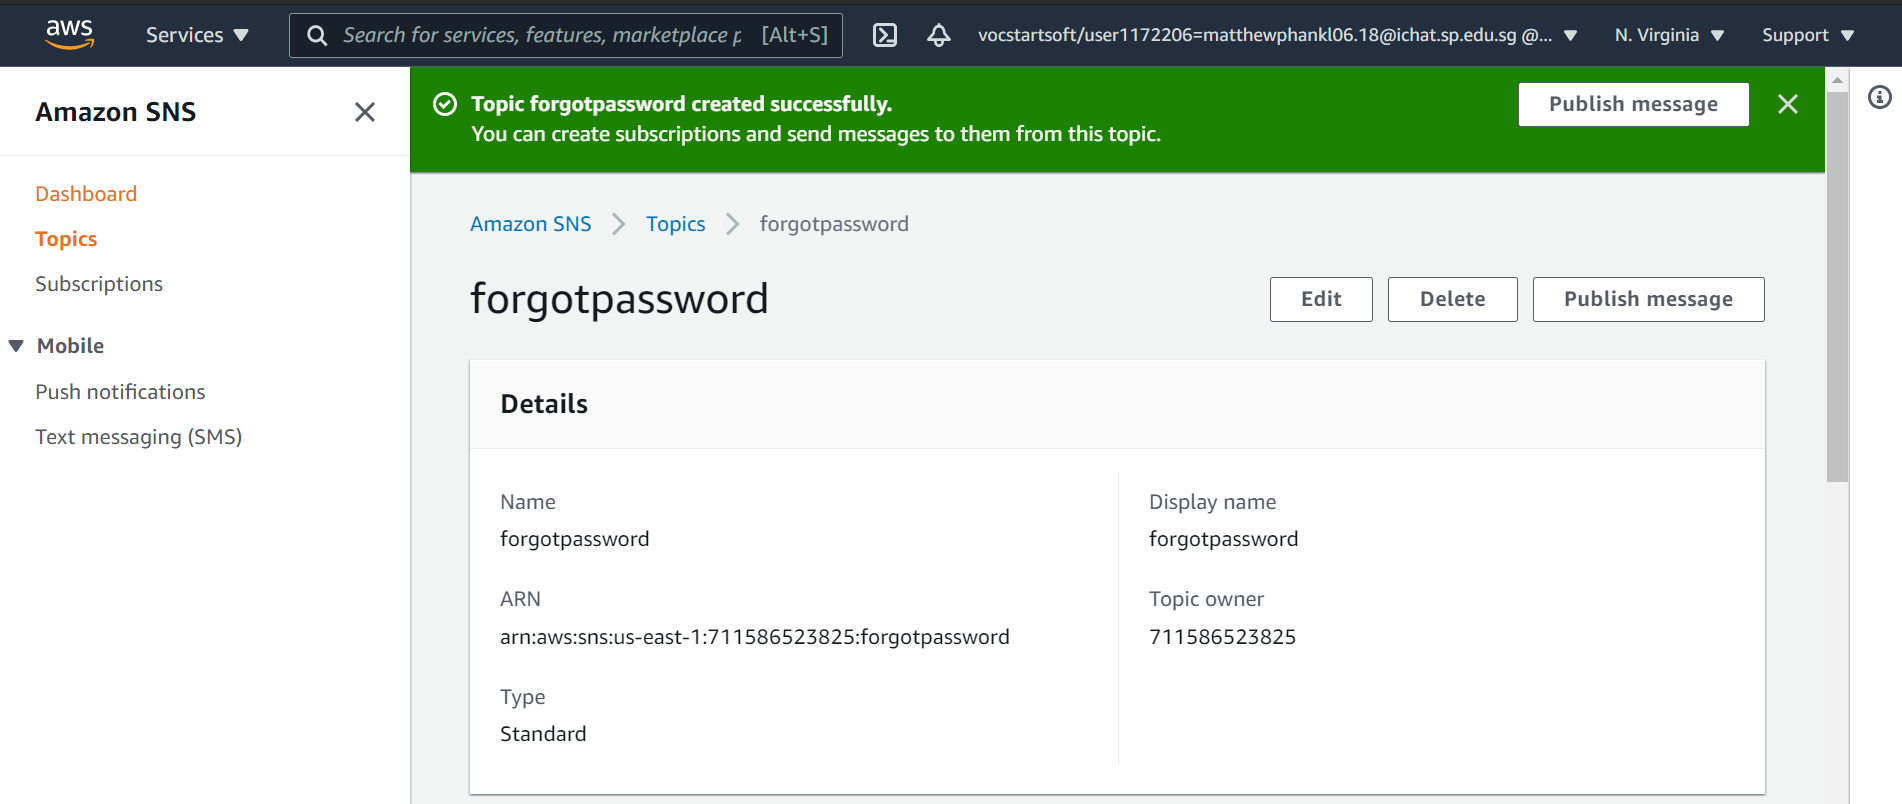 aws
Services
Search for services, features, marketplace p [Alt+S]
vocstartsoft/user1172206=matthewphankl06.18@ichat.sp.edu.sg @...
N. Virginia
Support
Amazon SNS
Dashboard
Topics
Subscriptions
Mobile
Push notifications
Text messaging (SMS)
Topic forgotpassword created successfully.
You can create subscriptions and send messages to them from this topic.
Publish message
Amazon SNS
Topics
forgotpassword
forgotpassword
Edit
Delete
Publish message
Details
Name
forgotpassword
ARN
arn:aws:sns:us-east-1:711586523825:forgotpassword
Type
Standard
Display name
forgotpassword
Topic owner
711586523825